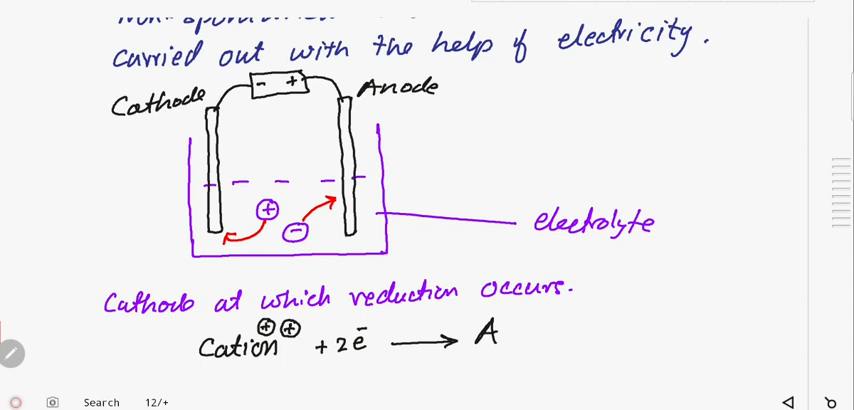 carried out with the help of electricity.
- +
Cathode
Anode
+
-
electrolyte
Cathode at which reduction occurs.
Cation⊕⊕ + 2ē → A
Search 12/+